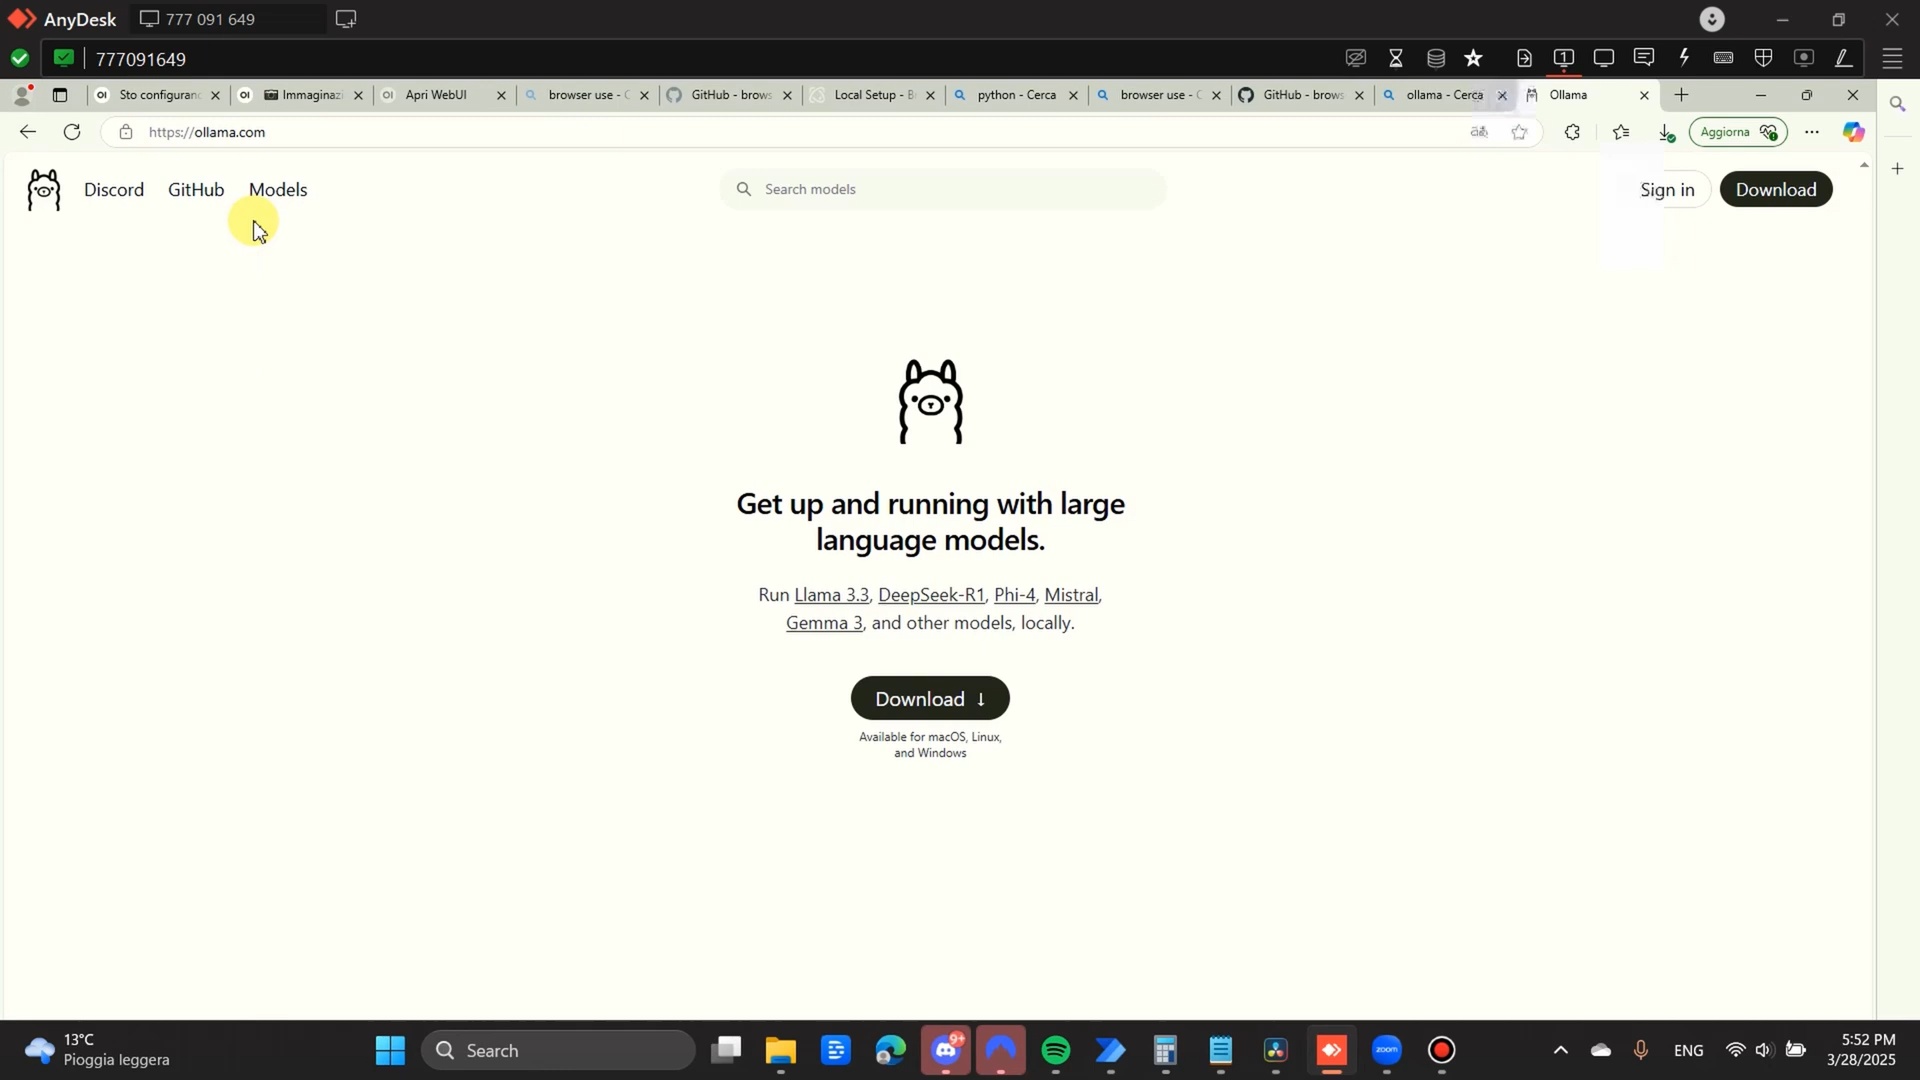 AnyDesk 777 091 649
777091649
Sto configuranc Immaginazi Apri WebUI browser use - C GitHub - brows Local Setup - B python - Cerca browser use - C GitHub - brows ollama - Cerca Ollama
https://ollama.com Aggiorna
Discord GitHub Models Search models Sign in Download
Get up and running with large
language models.
Run Llama 3.3, DeepSeek-R1, Phi-4, Mistral,
Gemma 3, and other models, locally.
Download ↓
Available for macOS, Linux,
and Windows
13°C
Pioggia leggera
Search
9+
zoom
ENG
5:52 PM
3/28/2025